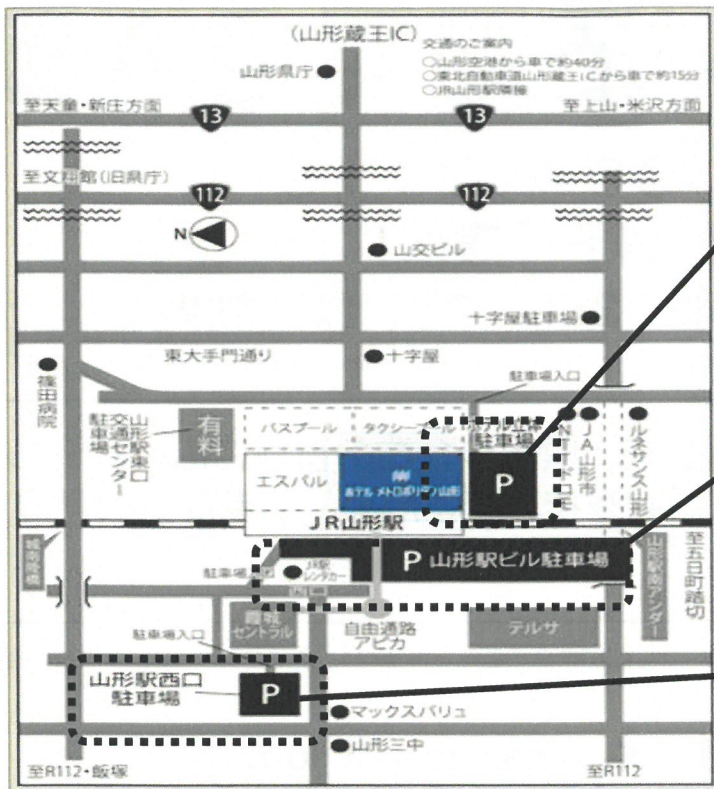 (山形蔵王IC)
交通のご案内
○山形空港から車で約40分
○東北自動車道山形蔵王ICから車で約15分
○JR山形駅隣接
山形県庁
至天童・新庄方面
13
13
至上山・米沢方面
至文翔館(旧県庁)
112
112
N
山交ビル
十字屋駐車場
東大手門通り
十字屋
駐車場入口
篠田病院
山形駅東口
交通センター
駐車場
有料
バスプール
タクシープール
駐車場
P
NTTドコモ
JA山形市
ルネサンス山形
エスパル
ホテル メトロポリタン山形
JR山形駅
至五日町踏切
山形駅南アンダー
P 山形駅ビル駐車場
駐車場入口
JR駅
レンタカー
霞城
セントラル
自由通路
アピカ
テルサ
駐車場入口
山形駅西口
駐車場
P
マックスバリュ
山形三中
至R112・飯塚
至R112